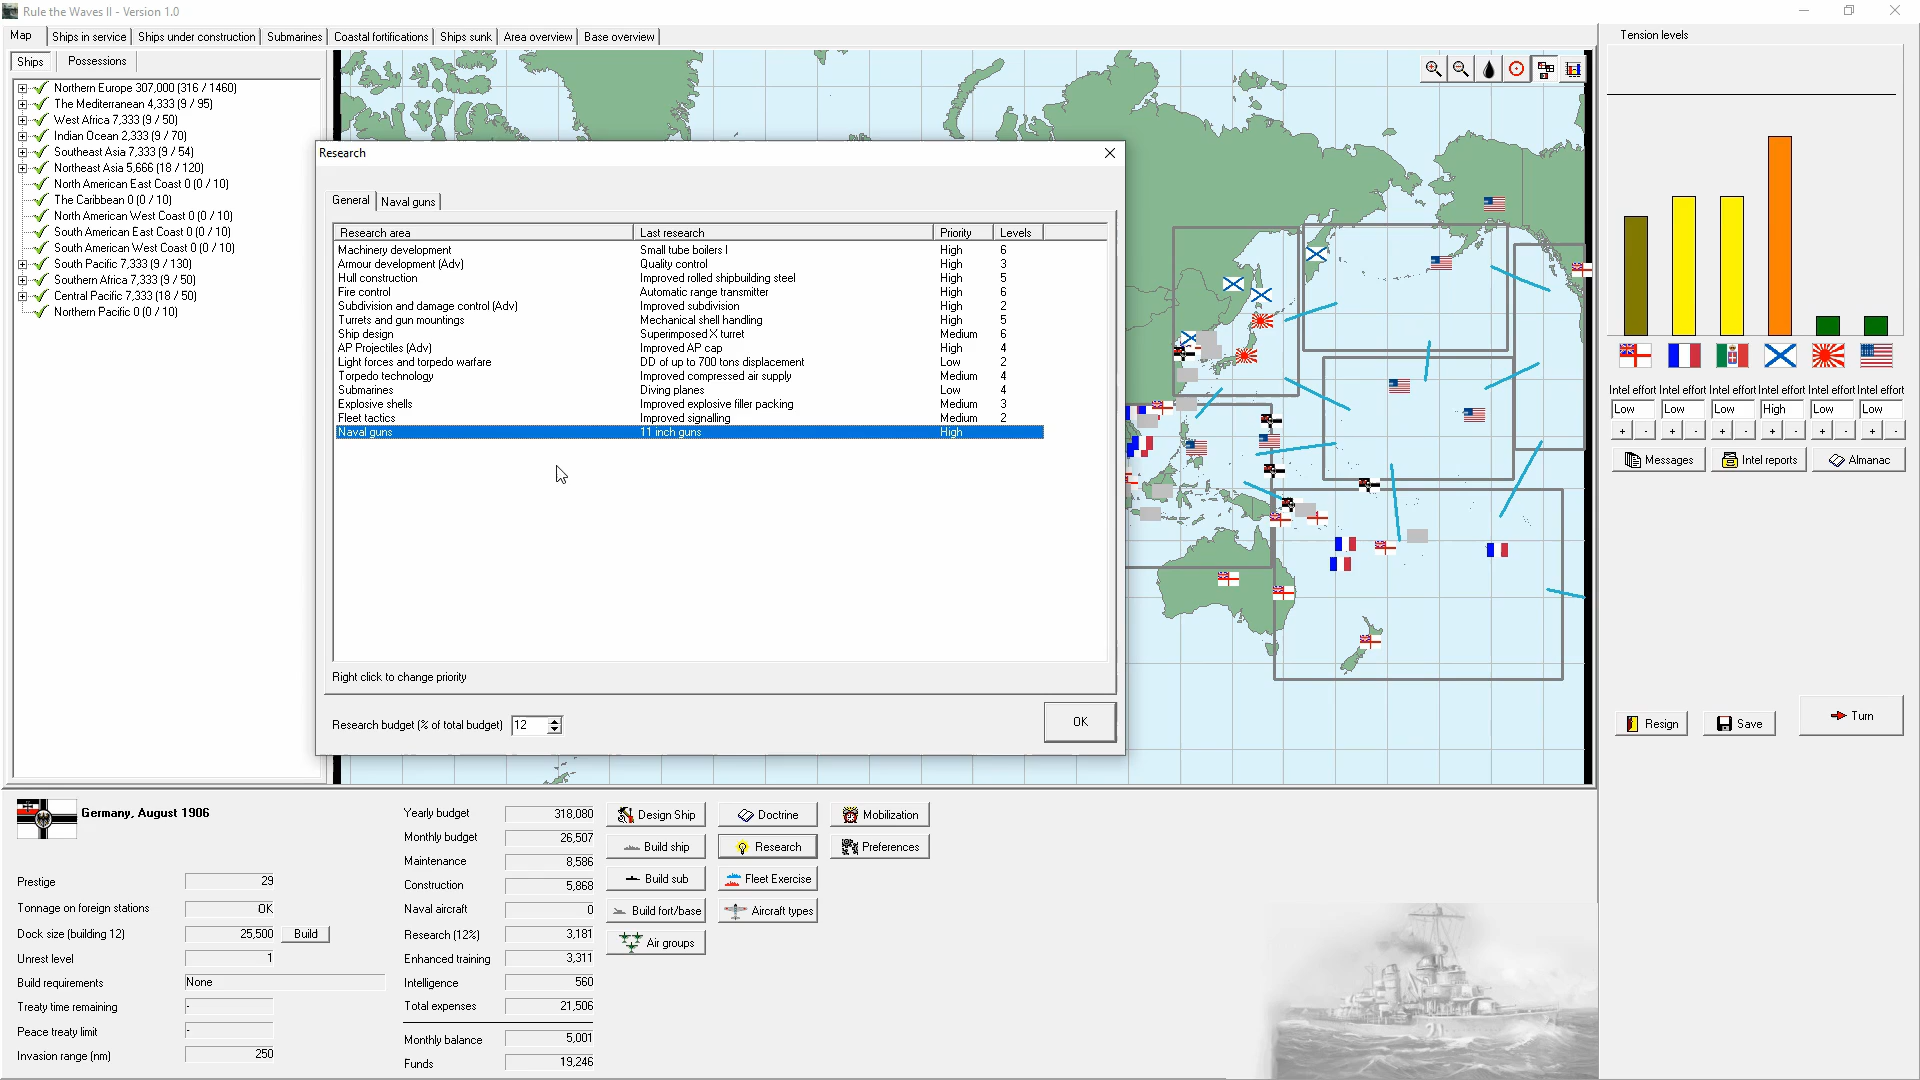 Rule the Waves II - Version 1.0
Map
Ships in service
Ships under construction
Submarines
Coastal fortifications
Ships sunk
Area overview
Base overview
Ships
Possessions
Northern Europe 307,000 (316 / 1460)
The Mediterranean 4,333 (9 / 95)
West Africa 7,333 (9 / 50)
Indian Ocean 2,333 (9 / 70)
Southeast Asia 7,333 (9 / 54)
Northeast Asia 5,666 (18 / 120)
North American East Coast 0 (0 / 10)
The Caribbean 0 (0 / 10)
North American West Coast 0 (0 / 10)
South American East Coast 0 (0 / 10)
South American West Coast 0 (0 / 10)
South Pacific 7,333 (9 / 130)
Southern Africa 7,333 (9 / 50)
Central Pacific 7,333 (18 / 50)
Northern Pacific 0 (0 / 10)
Research
General
Naval guns
Research area Last research Priority Levels
Machinery development Small tube boilers I High 6
Armour development (Adv) Quality control High 3
Hull construction Improved rolled shipbuilding steel High 5
Fire control Automatic range transmitter High 6
Subdivision and damage control (Adv) Improved subdivision High 2
Turrets and gun mountings Mechanical shell handling High 5
Ship design Superimposed X turret Medium 6
AP Projectiles (Adv) Improved AP cap High 4
Light forces and torpedo warfare DD of up to 700 tons displacement Low 2
Torpedo technology Improved compressed air supply Medium 4
Submarines Diving planes Low 4
Explosive shells Improved explosive filler packing Medium 3
Fleet tactics Improved signalling Medium 2
Naval guns 11 inch guns High
Right click to change priority
Research budget (% of total budget) 12
OK
Tension levels
Intel effort Intel effort Intel effort Intel effort Intel effort Intel effort
Low Low Low High Low Low
+ - + - + - + - + - + -
Messages
Intel reports
Almanac
Resign
Save
Turn
Germany, August 1906
Prestige 29
Tonnage on foreign stations OK
Dock size (building 12) 25,500 Build
Unrest level 1
Build requirements None
Treaty time remaining -
Peace treaty limit -
Invasion range (nm) 250
Yearly budget 318,080
Monthly budget 26,507
Maintenance 8,586
Construction 5,868
Naval aircraft 0
Research (12%) 3,181
Enhanced training 3,311
Intelligence 560
Total expenses 21,506
Monthly balance 5,001
Funds 19,246
Design Ship
Doctrine
Mobilization
Build ship
Research
Preferences
Build sub
Fleet Exercise
Build fort/base
Aircraft types
Air groups